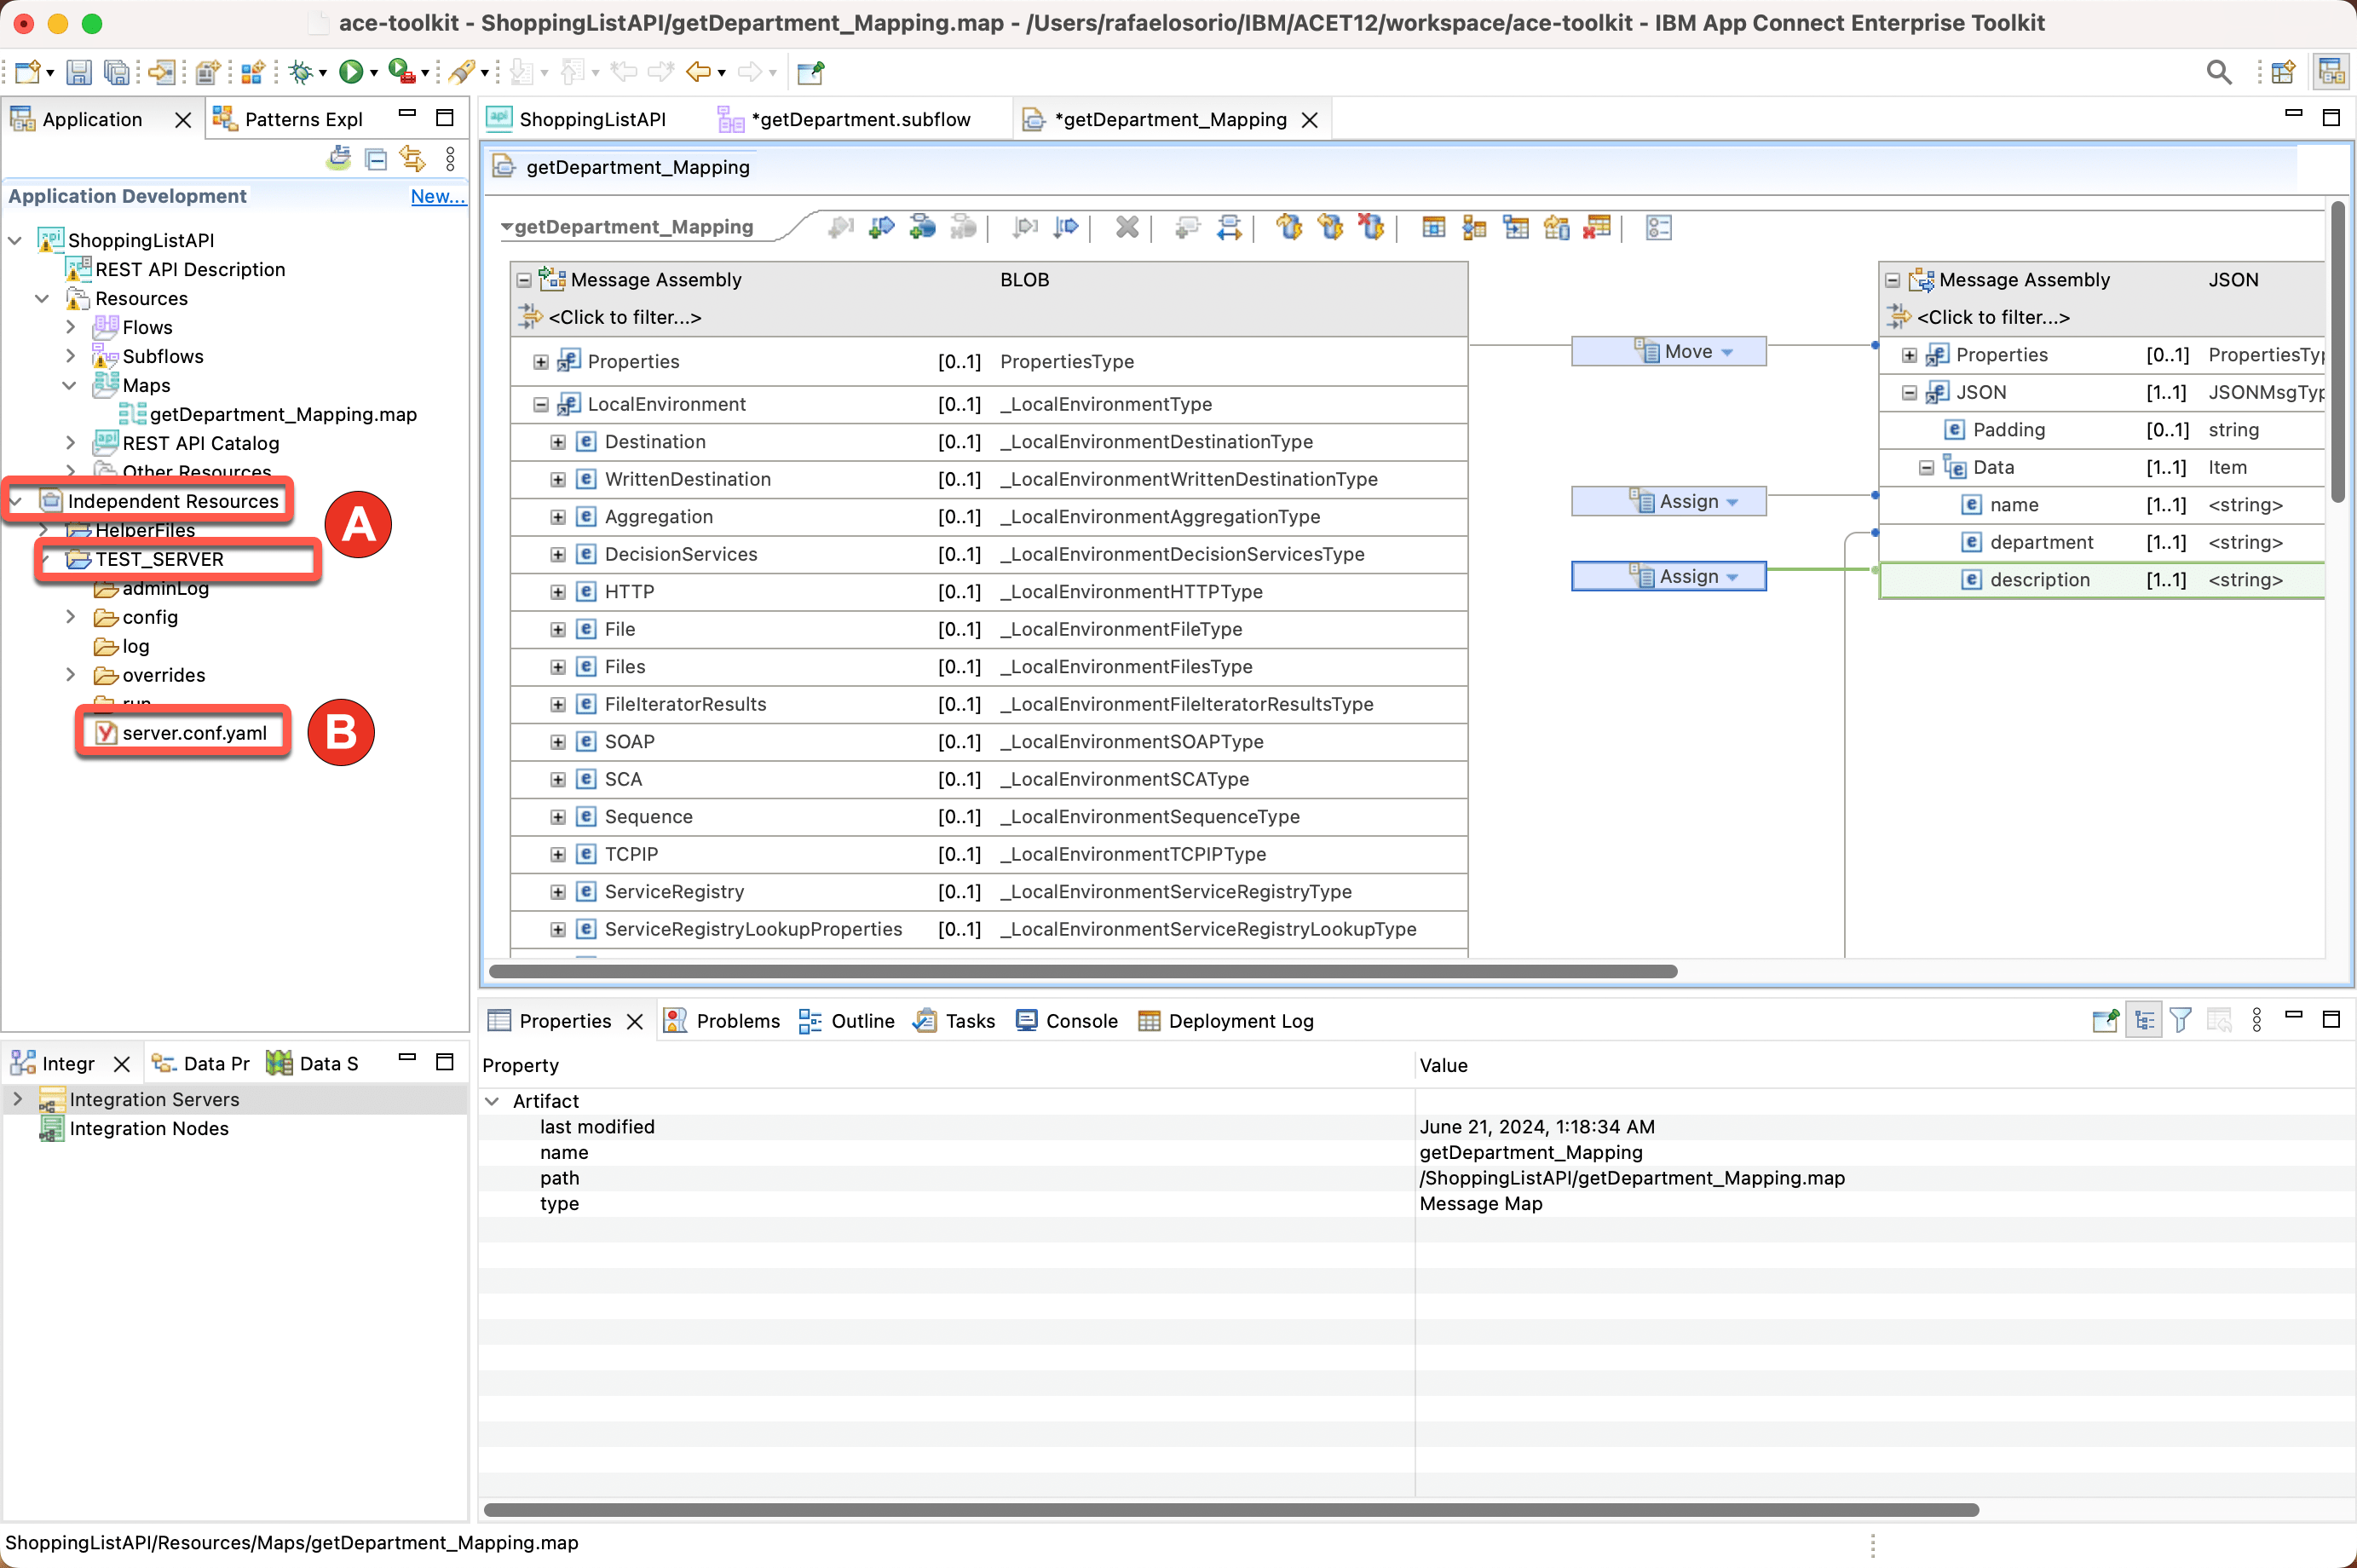 ace-toolkit - ShoppingListAPI/getDepartment_Mapping.map - /Users/rafaelosorio/IBM/ACET12/workspace/ace-toolkit - IBM App Connect Enterprise Toolkit
Application
Patterns Expl
Application Development
New...
ShoppingListAPI
REST API Description
Resources
Flows
Subflows
Maps
getDepartment_Mapping.map
REST API Catalog
Other Resources
Independent Resources
A
HelperFiles
TEST_SERVER
adminLog
config
log
overrides
run
server.conf.yaml
B
Integr
Data Pr
Data S
Integration Servers
Integration Nodes
ShoppingListAPI
*getDepartment.subflow
*getDepartment_Mapping
getDepartment_Mapping
getDepartment_Mapping
Message Assembly BLOB
<Click to filter...>
Properties [0..1] PropertiesType
LocalEnvironment [0..1] _LocalEnvironmentType
Destination [0..1] _LocalEnvironmentDestinationType
WrittenDestination [0..1] _LocalEnvironmentWrittenDestinationType
Aggregation [0..1] _LocalEnvironmentAggregationType
DecisionServices [0..1] _LocalEnvironmentDecisionServicesType
HTTP [0..1] _LocalEnvironmentHTTPType
File [0..1] _LocalEnvironmentFileType
Files [0..1] _LocalEnvironmentFilesType
FileIteratorResults [0..1] _LocalEnvironmentFileIteratorResultsType
SOAP [0..1] _LocalEnvironmentSOAPType
SCA [0..1] _LocalEnvironmentSCAType
Sequence [0..1] _LocalEnvironmentSequenceType
TCPIP [0..1] _LocalEnvironmentTCPIPType
ServiceRegistry [0..1] _LocalEnvironmentServiceRegistryType
ServiceRegistryLookupProperties [0..1] _LocalEnvironmentServiceRegistryLookupType
Move
Assign
Assign
Message Assembly JSON
<Click to filter...>
Properties [0..1] PropertiesTyp
JSON [1..1] JSONMsgTyp
Padding [0..1] string
Data [1..1] Item
name [1..1] <string>
department [1..1] <string>
description [1..1] <string>
Properties
Problems
Outline
Tasks
Console
Deployment Log
Property Value
Artifact
last modified June 21, 2024, 1:18:34 AM
name getDepartment_Mapping
path /ShoppingListAPI/getDepartment_Mapping.map
type Message Map
ShoppingListAPI/Resources/Maps/getDepartment_Mapping.map